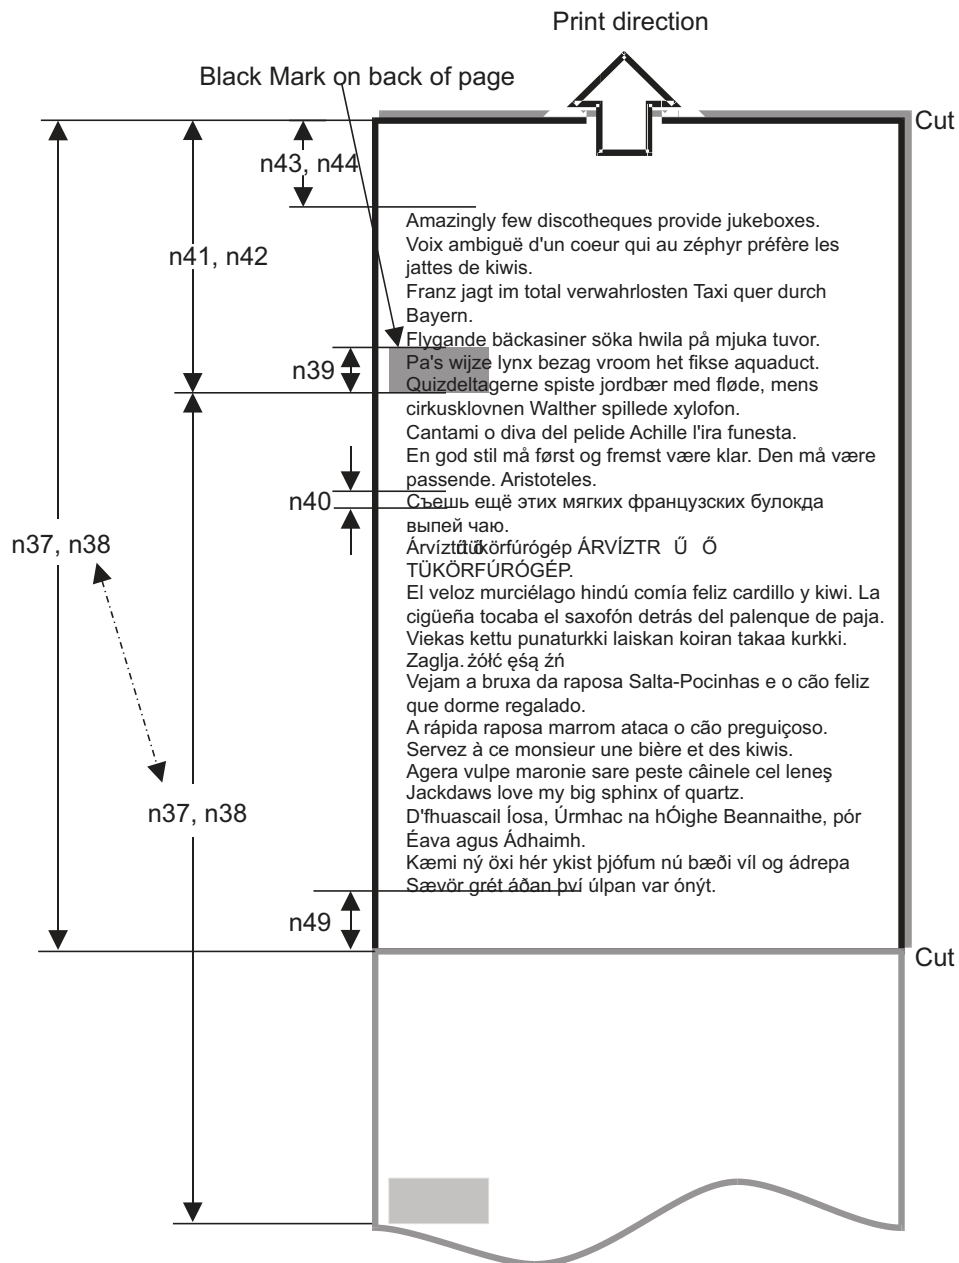 Print direction
Black Mark on back of page
Cut
n43, n44
n41, n42
Amazingly few discotheques provide jukeboxes.
Voix ambiguë d'un coeur qui au zéphyr préfère les
jattes de kiwis.
Franz jagt im total verwahrlosten Taxi quer durch
Bayern.
Flygande bäckasiner söka hwila på mjuka tuvor.
n39
Pa's wijze lynx bezag vroom het fikse aquaduct.
Quizdeltagerne spiste jordbær med fløde, mens
cirkusklovnen Walther spillede xylofon.
Cantami o diva del pelide Achille l'ira funesta.
En god stil må først og fremst være klar. Den må være
passende. Aristoteles.
n40
Съешь ещё этих мягких французских булокда
выпей чаю.
n37, n38
ÁRVÍZTR Ű Ő
TÜKÖRFÚRÓGÉP.
El veloz murciélago hindú comía feliz cardillo y kiwi. La
cigüeña tocaba el saxofón detrás del palenque de paja.
Viekas kettu punaturkki laiskan koiran takaa kurkki.
Zaglja. żółć ęśą źń
Vejam a bruxa da raposa Salta-Pocinhas e o cão feliz
que dorme regalado.
A rápida raposa marrom ataca o cão preguiçoso.
Servez à ce monsieur une bière et des kiwis.
Agera vulpe maronie sare peste câinele cel leneş
Jackdaws love my big sphinx of quartz.
n37, n38
D'fhuascail Íosa, Úrmhac na hÓighe Beannaithe, pór
Éava agus Ádhaimh.
Kæmi ný öxi hér ykist þjófum nú bæði víl og ádrepa
Sævör grét áðan því úlpan var ónýt.
n49
Cut